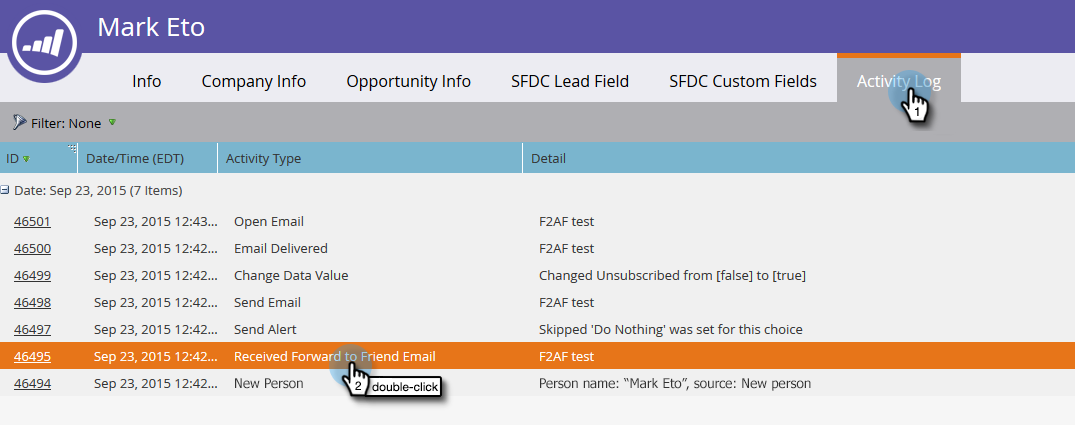 Mark Eto
Info Company Info Opportunity Info SFDC Lead Field SFDC Custom Fields Activity Log
1
Filter: None
ID Date/Time (EDT) Activity Type Detail
Date: Sep 23, 2015 (7 Items)
46501 Sep 23, 2015 12:43... Open Email F2AF test
46500 Sep 23, 2015 12:42... Email Delivered F2AF test
46499 Sep 23, 2015 12:42... Change Data Value Changed Unsubscribed from [false] to [true]
46498 Sep 23, 2015 12:42... Send Email F2AF test
46497 Sep 23, 2015 12:42... Send Alert Skipped 'Do Nothing' was set for this choice
46495 Sep 23, 2015 12:42... Received Forward to Friend Email F2AF test
46494 Sep 23, 2015 12:42... New Person Person name: “Mark Eto”, source: New person
2 double-click